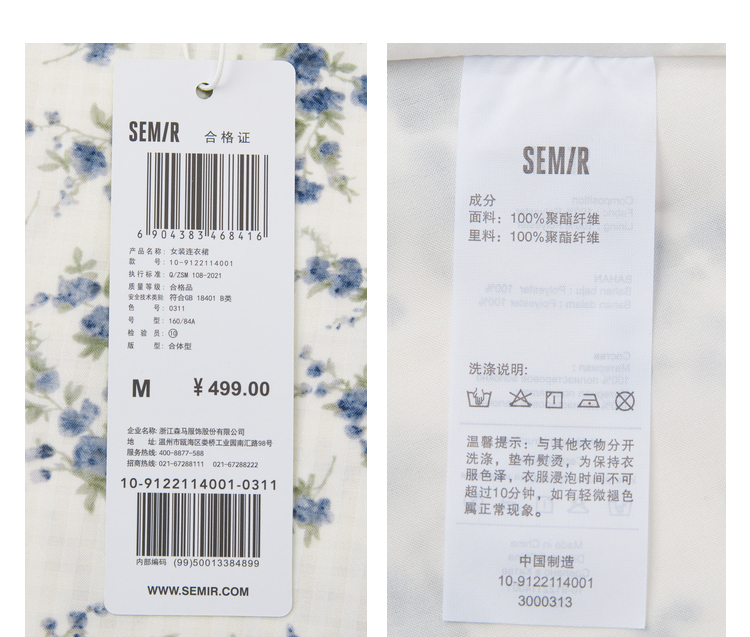 SEMIR 合格证
6 904383 468416
产品名称: 女装连衣裙
款 号: 10-9122114001
执行标准: Q/ZSM 108-2021
质量等级: 合格品
安全技术类别: 符合GB 18401 B类
色 号: 0311
号 型: 160/84A
检 验 员: ⑩
版 型: 合体型
M ¥ 499.00
企业名称: 浙江森马服饰股份有限公司
地 址: 温州市瓯海区娄桥工业园南汇路98号
服务热线: 400-8877-588
招商热线: 021-67288111 021-67288222
10-9122114001-0311
内部编码 (99)50013384899
WWW.SEMIR.COM
SEMIR
成分
面料: 100%聚酯纤维
里料: 100%聚酯纤维
洗涤说明:
温馨提示: 与其他衣物分开
洗涤, 垫布熨烫, 为保持衣
服色泽, 衣服浸泡时间不可
超过10分钟, 如有轻微褪色
属正常现象。
中国制造
10-9122114001
3000313